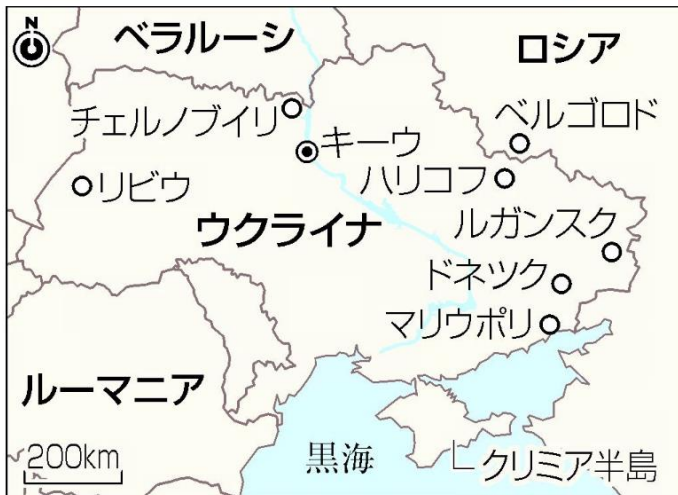 N
ベラルーシ
ロシア
チェルノブイリ
ベルゴロド
キーウ
ハリコフ
リビウ
ウクライナ
ルガンスク
ドネツク
マリウポリ
ルーマニア
200km
黒海
クリミア半島